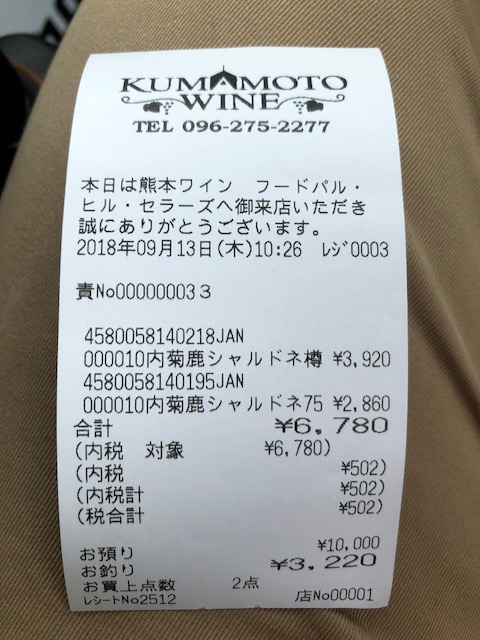 KUMAMOTO
WINE
TEL 096-275-2277
本日は熊本ワイン　フードパル・
ヒル・セラーズへ御来店いただき
誠にありがとうございます。
2018年09月13日(木)10:26　ﾚｼﾞ0003
責No0000000033
4580058140218JAN
000010内菊鹿シャルドネ樽 ¥3,920
4580058140195JAN
000010内菊鹿シャルドネ75 ¥2,860
合計 ¥6,780
(内税　対象 ¥6,780)
(内税 ¥502)
(内税計 ¥502)
(税合計 ¥502)
お預り ¥10,000
お釣り ¥3,220
お買上点数 2点
ﾚｼｰﾄNo2512 店No00001